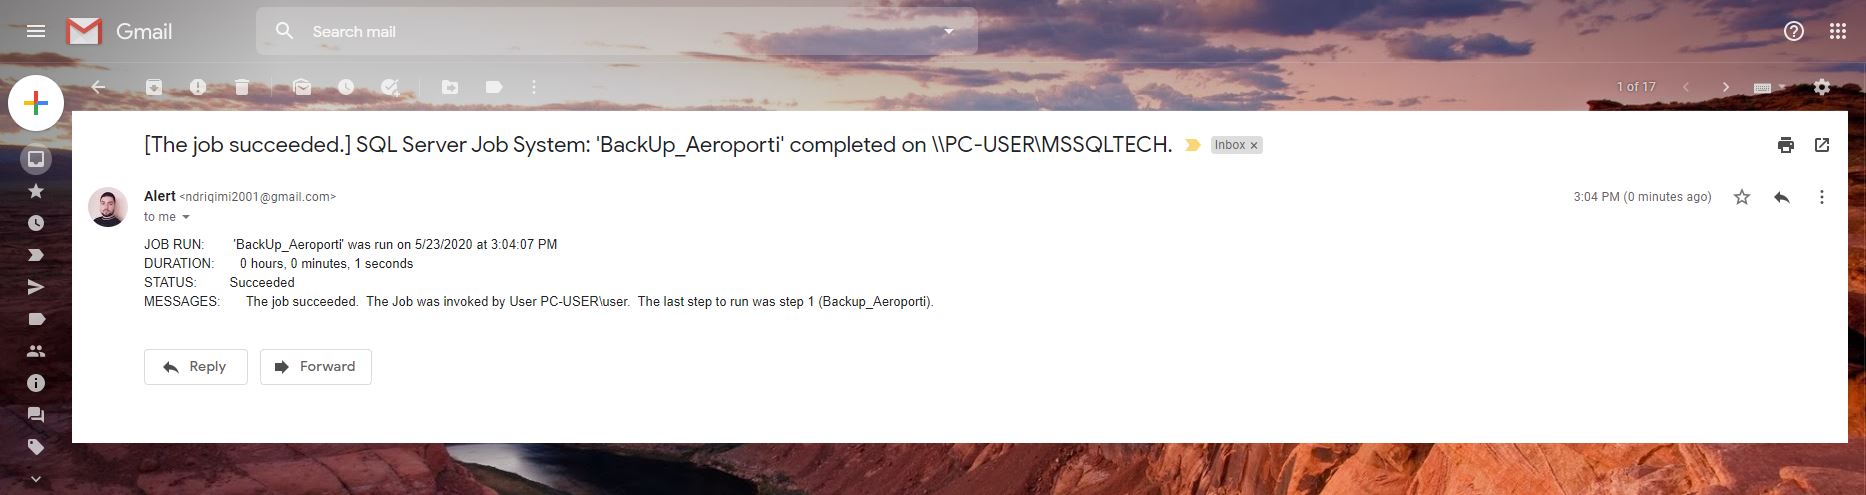 Gmail
Search mail
1 of 17
[The job succeeded.] SQL Server Job System: 'BackUp_Aeroporti' completed on \\PC-USER\MSSQLTECH.
Inbox ×
Alert <ndriqimi2001@gmail.com>
3:04 PM (0 minutes ago)
to me
JOB RUN: 'BackUp_Aeroporti' was run on 5/23/2020 at 3:04:07 PM
DURATION: 0 hours, 0 minutes, 1 seconds
STATUS: Succeeded
MESSAGES: The job succeeded. The Job was invoked by User PC-USER\user. The last step to run was step 1 (Backup_Aeroporti).
Reply
Forward